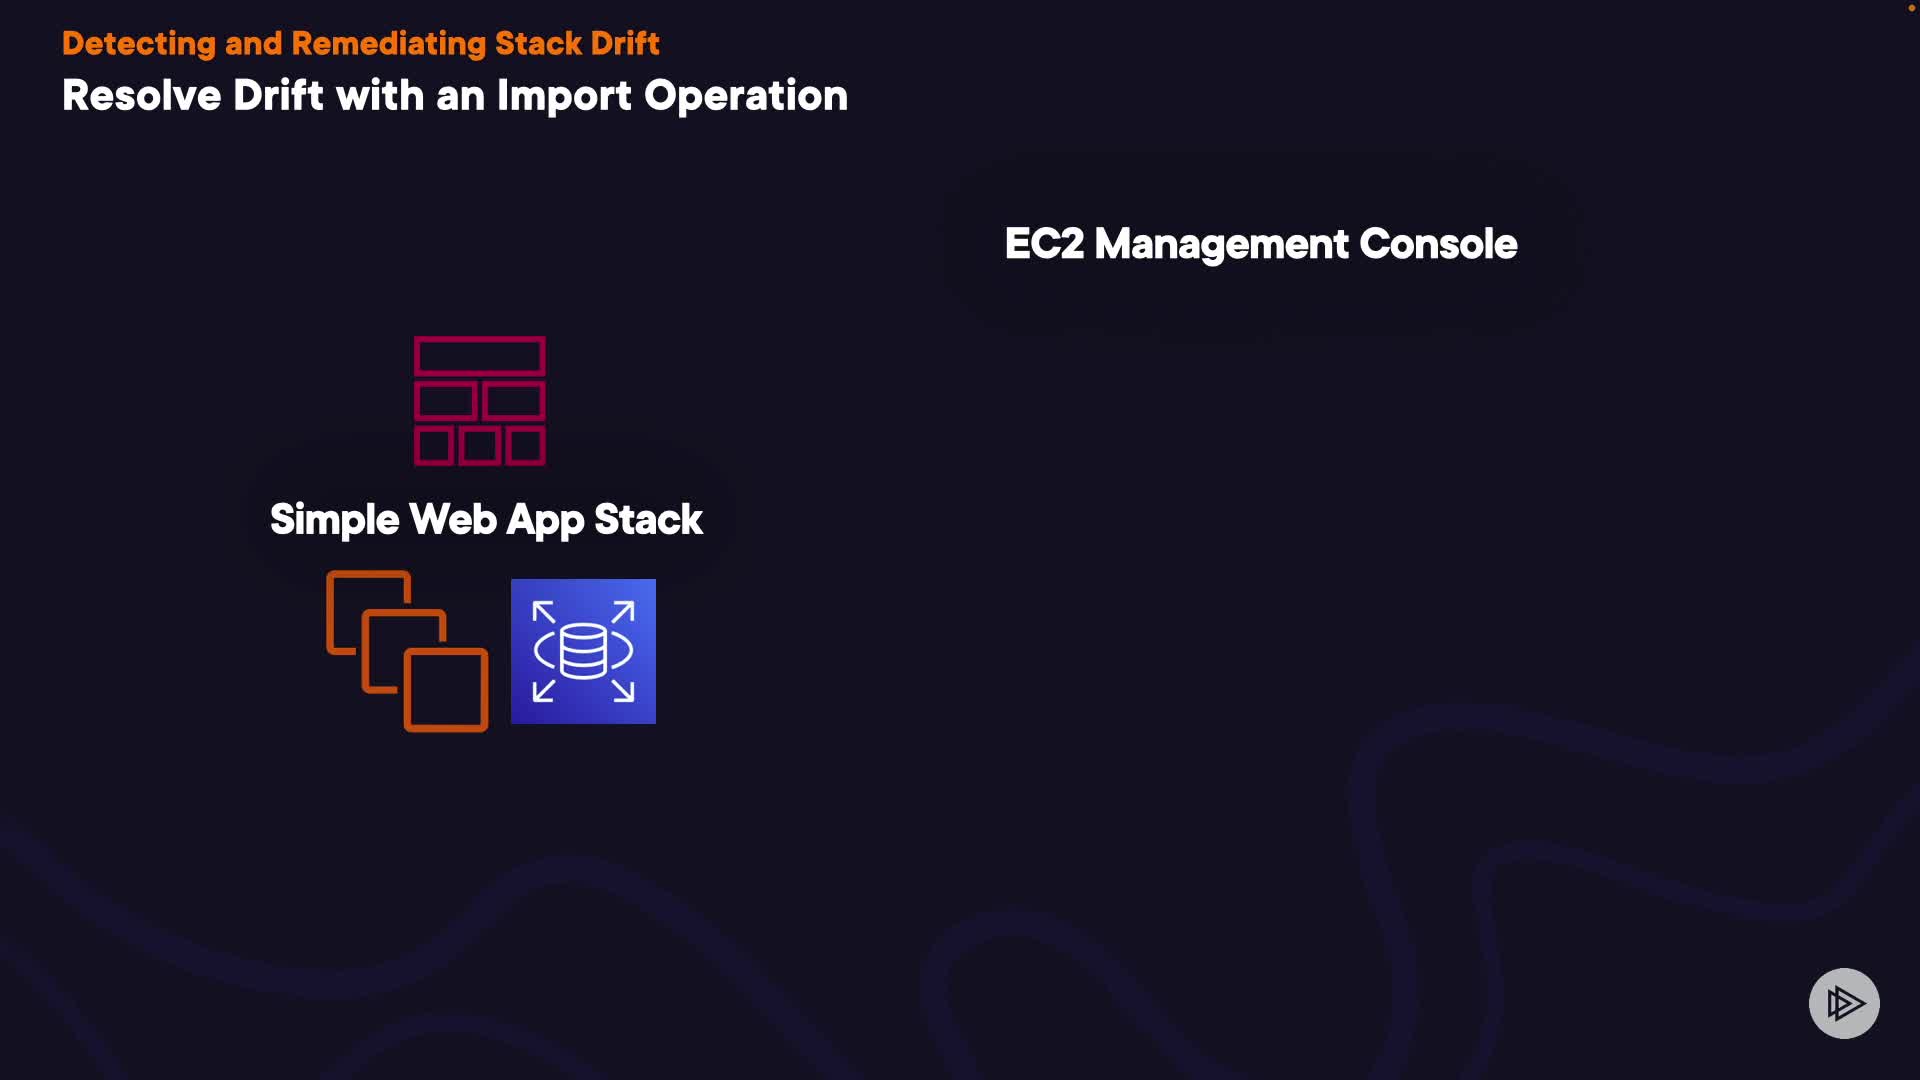 Detecting and Remediating Stack Drift
Resolve Drift with an Import Operation
EC2 Management Console
Simple Web App Stack